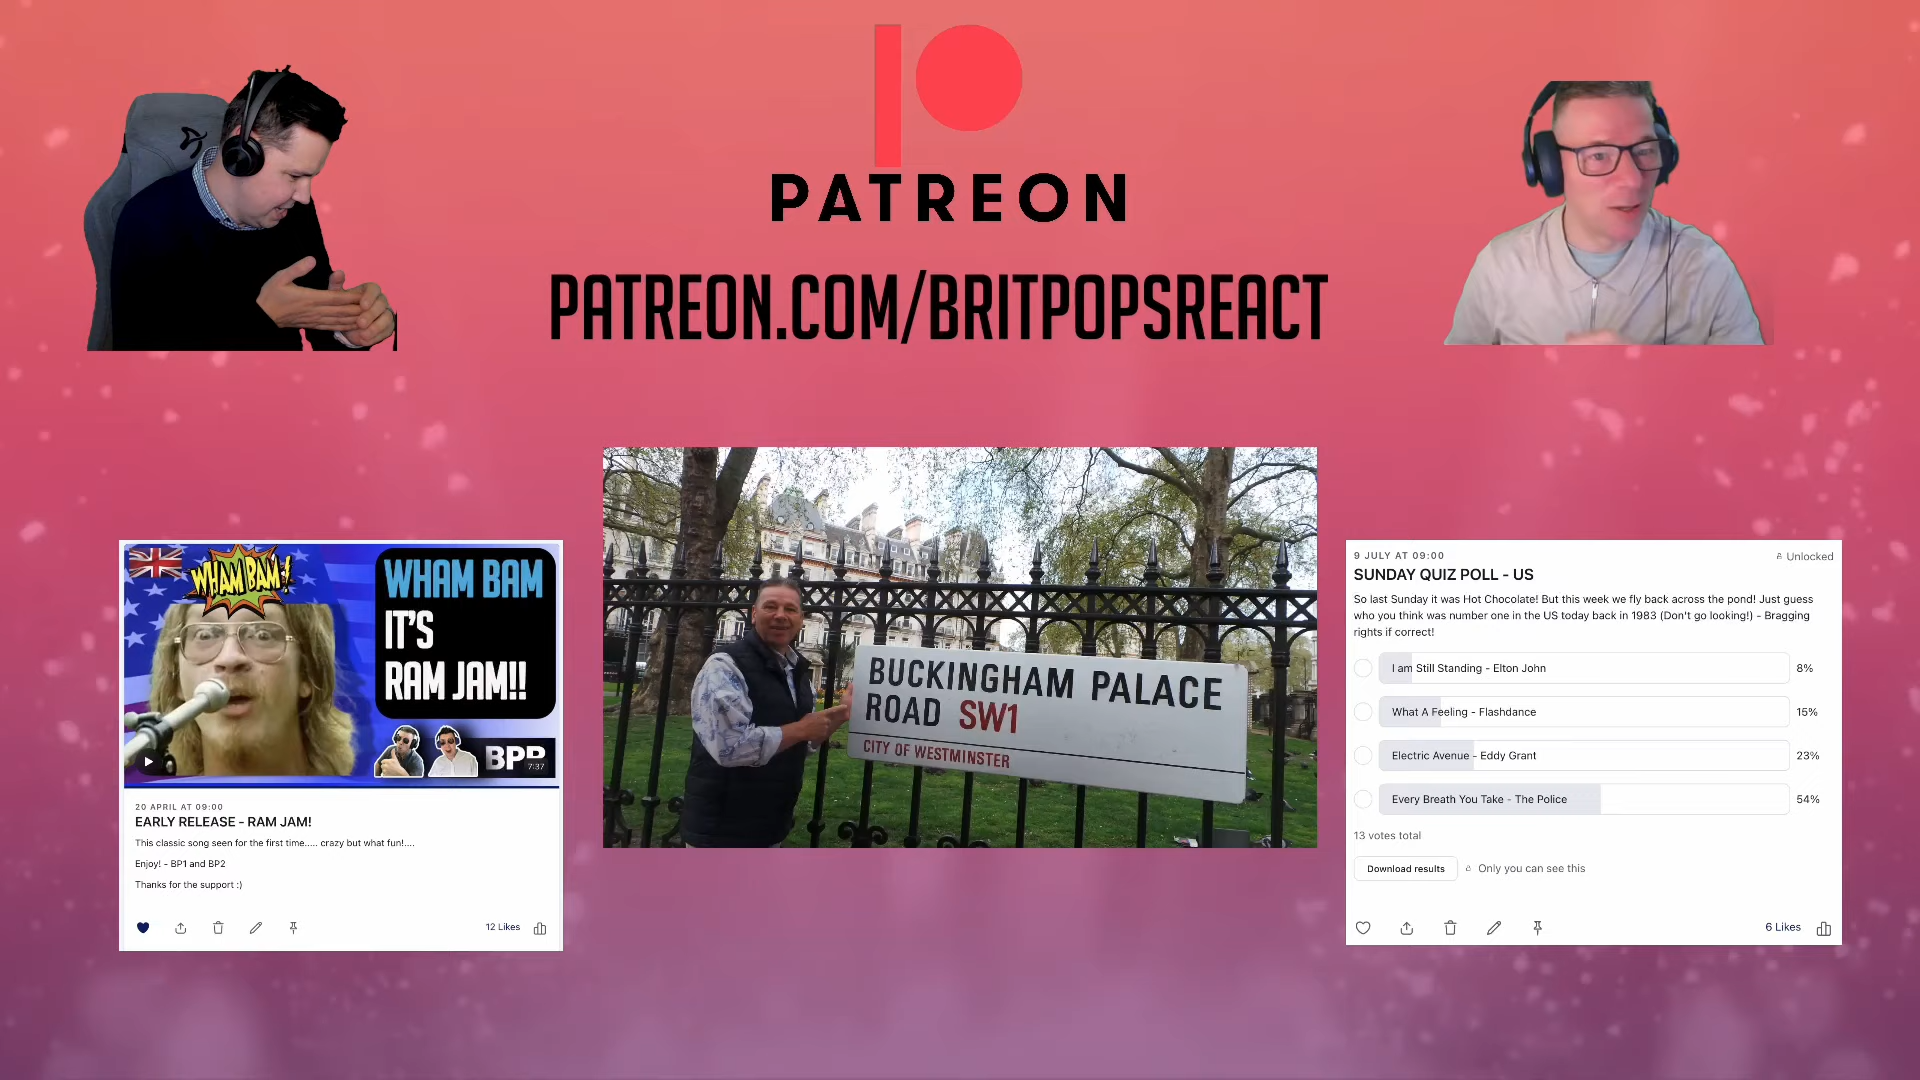 PATREON
PATREON.COM/BRITPOPSREACT
WHAM BAM!
WHAM BAM
IT'S
RAM JAM!!
BPP
7:37
20 APRIL AT 09:00
EARLY RELEASE - RAM JAM!
This classic song seen for the first time..... crazy but what fun!....
Enjoy! - BP1 and BP2
Thanks for the support :)
12 Likes
BUCKINGHAM PALACE
ROAD SW1
CITY OF WESTMINSTER
9 JULY AT 09:00
Unlocked
SUNDAY QUIZ POLL - US
So last Sunday it was Hot Chocolate! But this week we fly back across the pond! Just guess
who you think was number one in the US today back in 1983 (Don't go looking!) - Bragging
rights if correct!
I am Still Standing - Elton John 8%
What A Feeling - Flashdance 15%
Electric Avenue - Eddy Grant 23%
Every Breath You Take - The Police 54%
13 votes total
Download results
Only you can see this
6 Likes